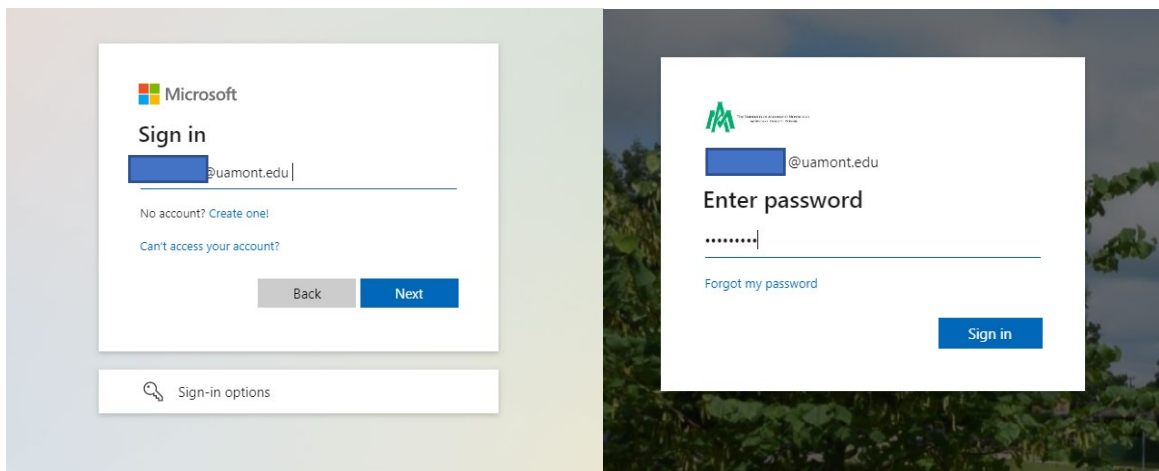 Microsoft
Sign in
@uamont.edu
No account? Create one!
Can't access your account?
Back
Next
Sign-in options
@uamont.edu
Enter password
•••••••••
Forgot my password
Sign in